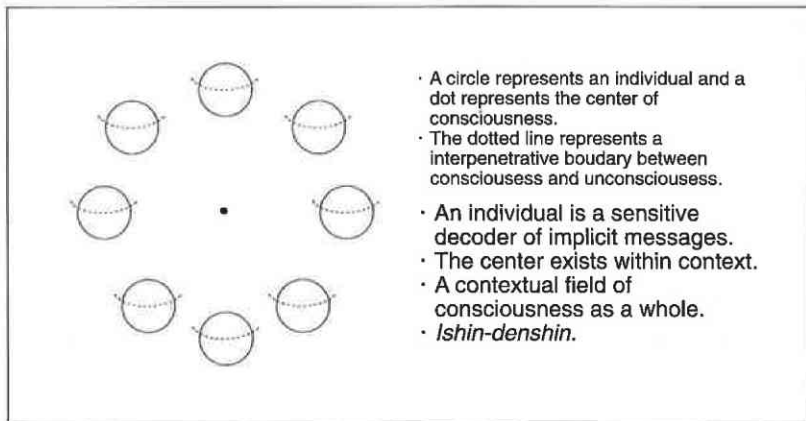 · A circle represents an individual and a
dot represents the center of
consciousness.
· The dotted line represents a
interpenetrative boudary between
consciousess and unconsciousess.
· An individual is a sensitive
decoder of implicit messages.
· The center exists within context.
· A contextual field of
consciousness as a whole.
· Ishin-denshin.